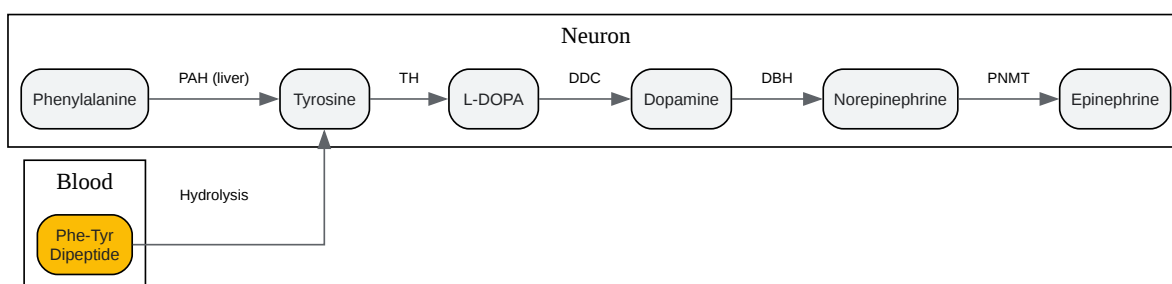 Neuron
PAH (liver)
TH
DDC
DBH
PNMT
Phenylalanine
Tyrosine
L-DOPA
Dopamine
Norepinephrine
Epinephrine
Blood
Hydrolysis
Phe-Tyr
Dipeptide